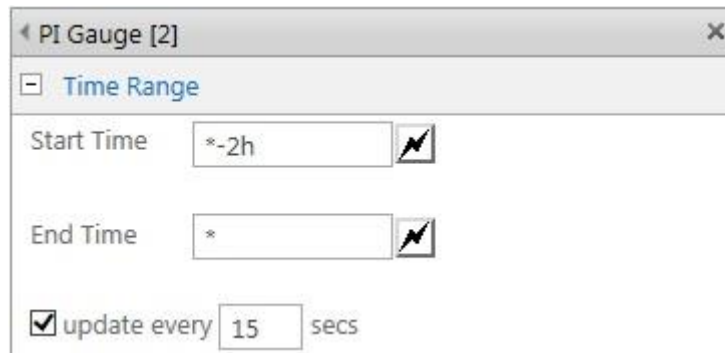 PI Gauge [2]
Time Range
Start Time *-2h
End Time *
update every 15 secs